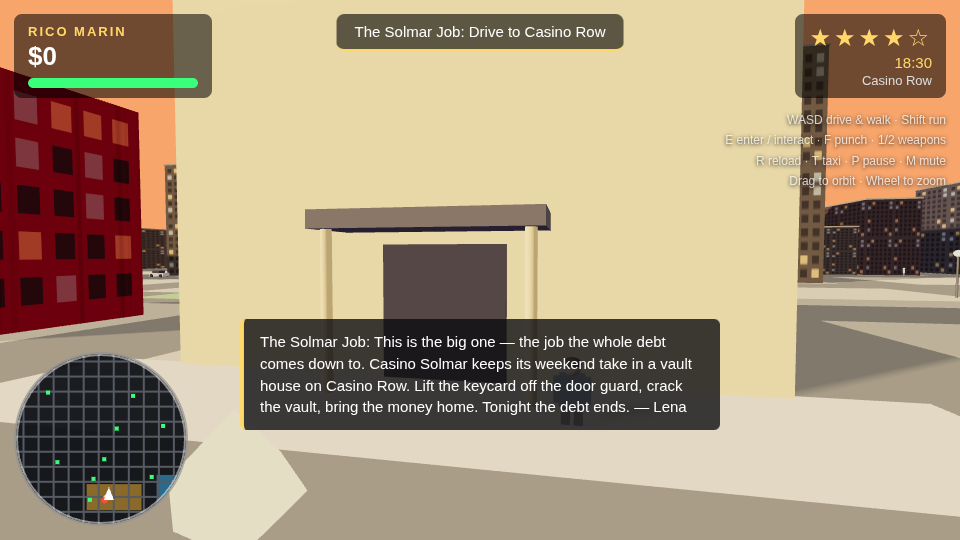 RICO MARIN
$0
The Solmar Job: Drive to Casino Row
★★★★☆
18:30
Casino Row
WASD drive & walk · Shift run
E enter / interact · F punch · 1/2 weapons
R reload · T taxi · P pause · M mute
Drag to orbit · Wheel to zoom
The Solmar Job: This is the big one — the job the whole debt
comes down to. Casino Solmar keeps its weekend take in a vault
house on Casino Row. Lift the keycard off the door guard, crack
the vault, bring the money home. Tonight the debt ends. — Lena